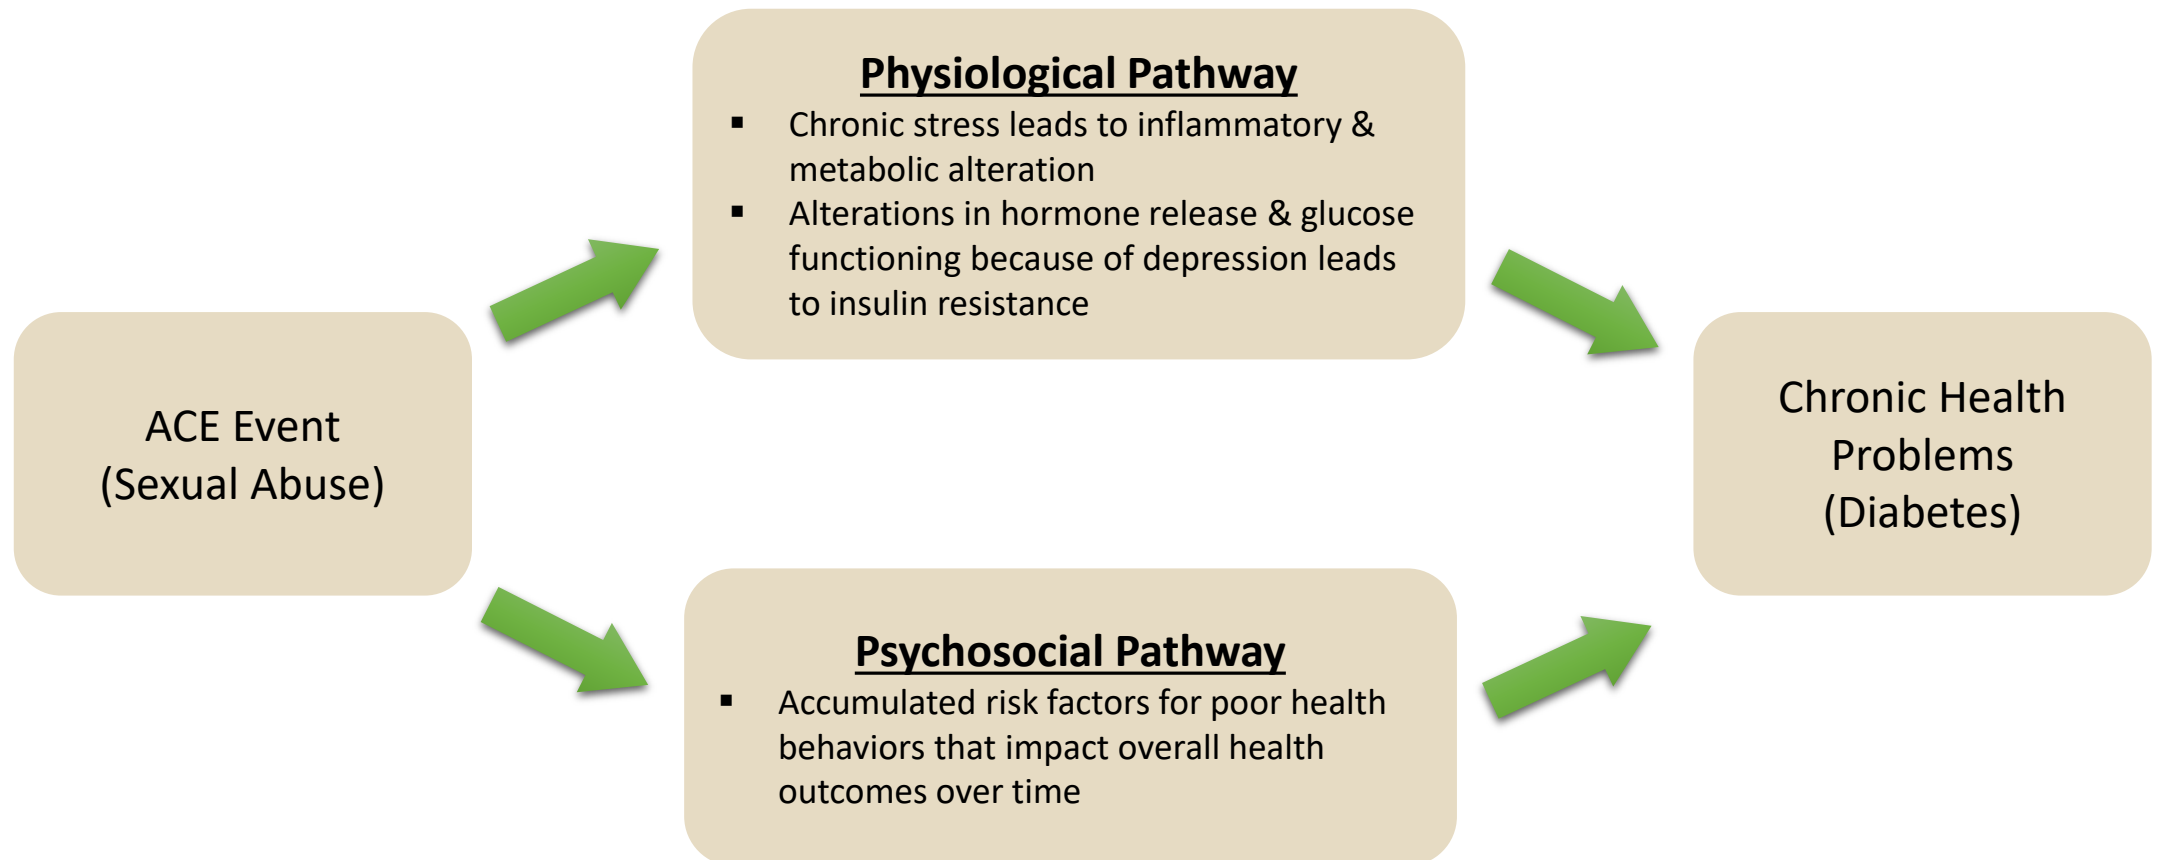 Physiological Pathway
▪ Chronic stress leads to inflammatory &
metabolic alteration
▪ Alterations in hormone release & glucose
functioning because of depression leads
to insulin resistance
ACE Event
(Sexual Abuse)
Chronic Health
Problems
(Diabetes)
Psychosocial Pathway
▪ Accumulated risk factors for poor health
behaviors that impact overall health
outcomes over time